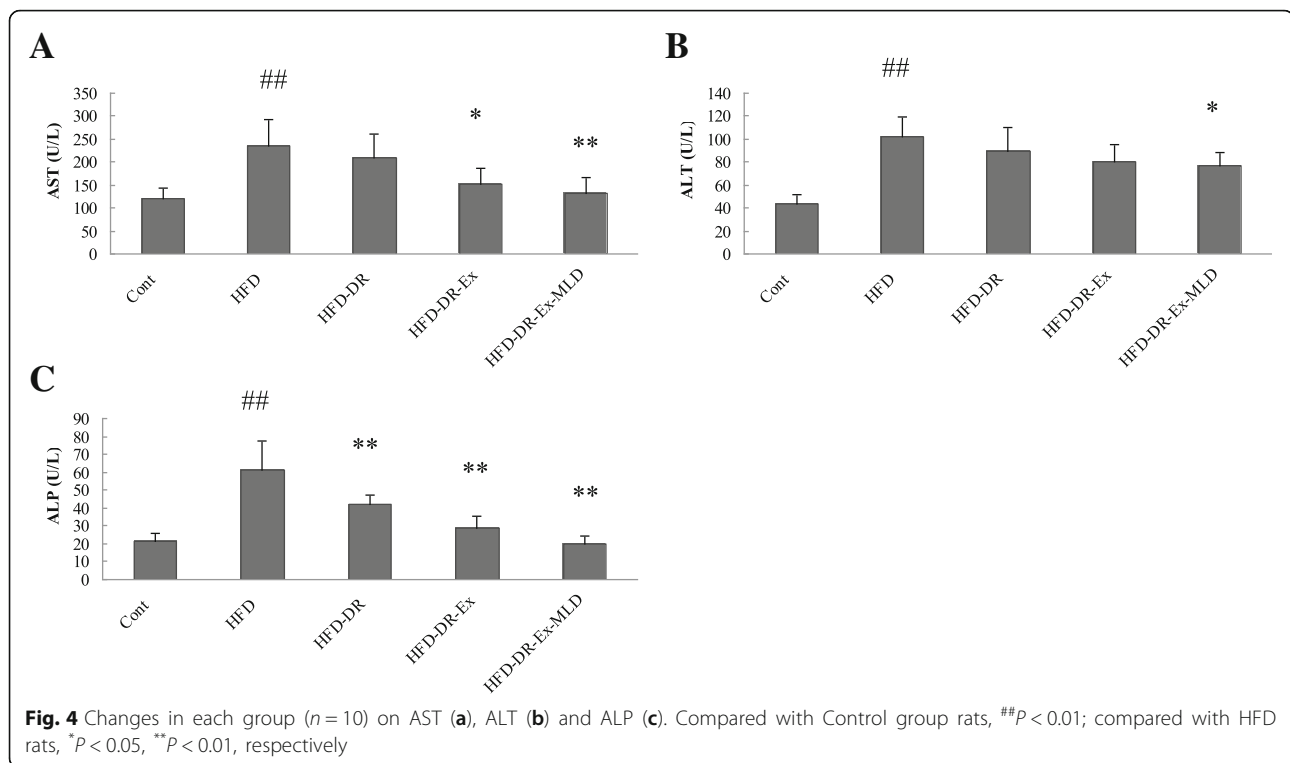 A
##
*
**
AST (U/L)
350
300
250
200
150
100
50
0
Cont
HFD
HFD-DR
HFD-DR-Ex
HFD-DR-Ex-MLD
B
##
*
ALT (U/L)
140
120
100
80
60
40
20
0
Cont
HFD
HFD-DR
HFD-DR-Ex
HFD-DR-Ex-MLD
C
##
**
**
**
ALP (U/L)
90
80
70
60
50
40
30
20
10
0
Cont
HFD
HFD-DR
HFD-DR-Ex
HFD-DR-Ex-MLD
Fig. 4 Changes in each group (n = 10) on AST (a), ALT (b) and ALP (c). Compared with Control group rats, ##P < 0.01; compared with HFD
rats, *P < 0.05, **P < 0.01, respectively